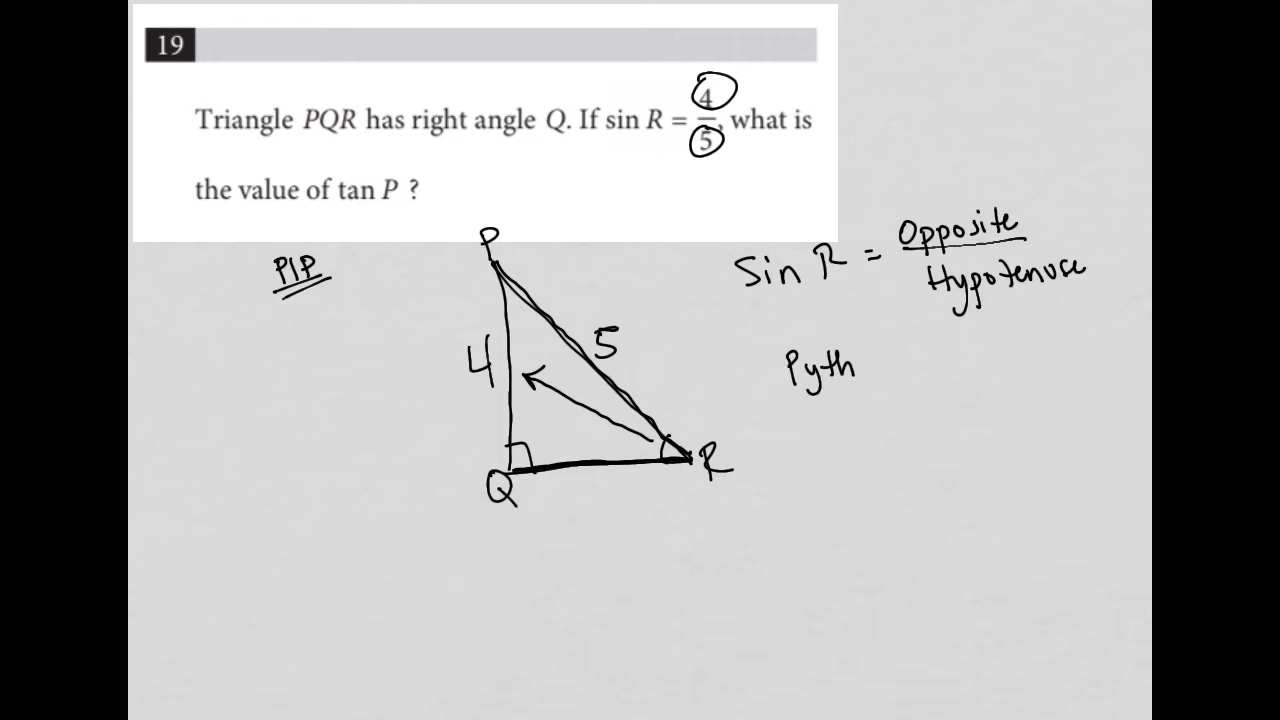 19
Triangle PQR has right angle Q. If sin R = 4/5, what is
the value of tan P ?
PIP
P
Sin R = Opposite/Hypotenuse
4
5
Pyth
Q
R